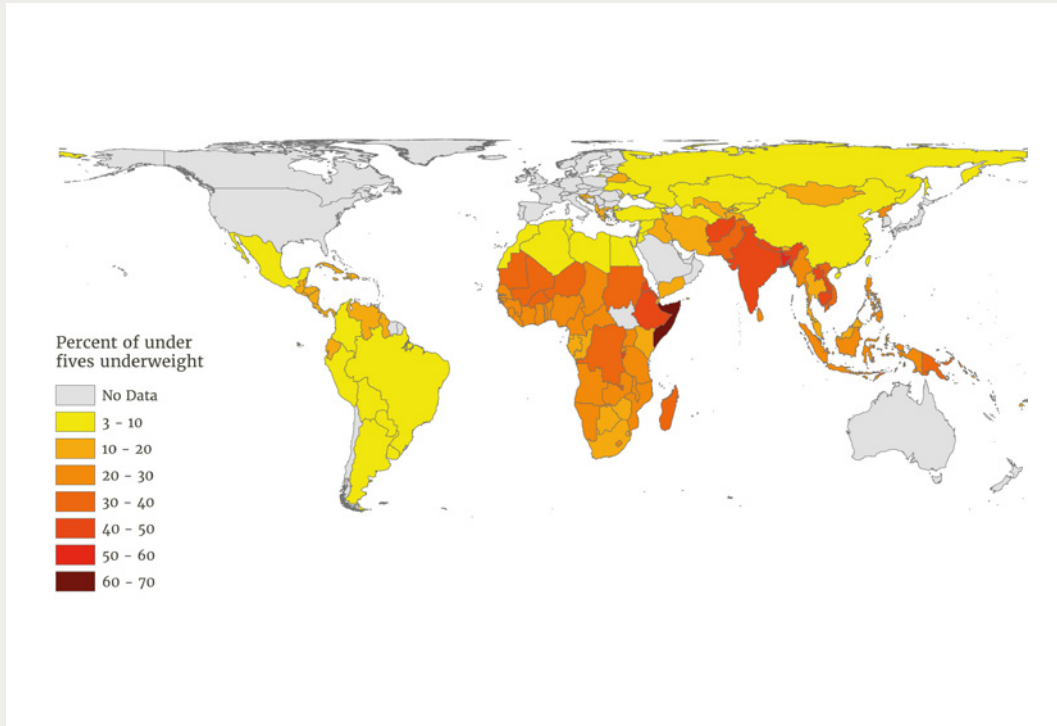 Percent of under
fives underweight
No Data
3 - 10
10 - 20
20 - 30
30 - 40
40 - 50
50 - 60
60 - 70